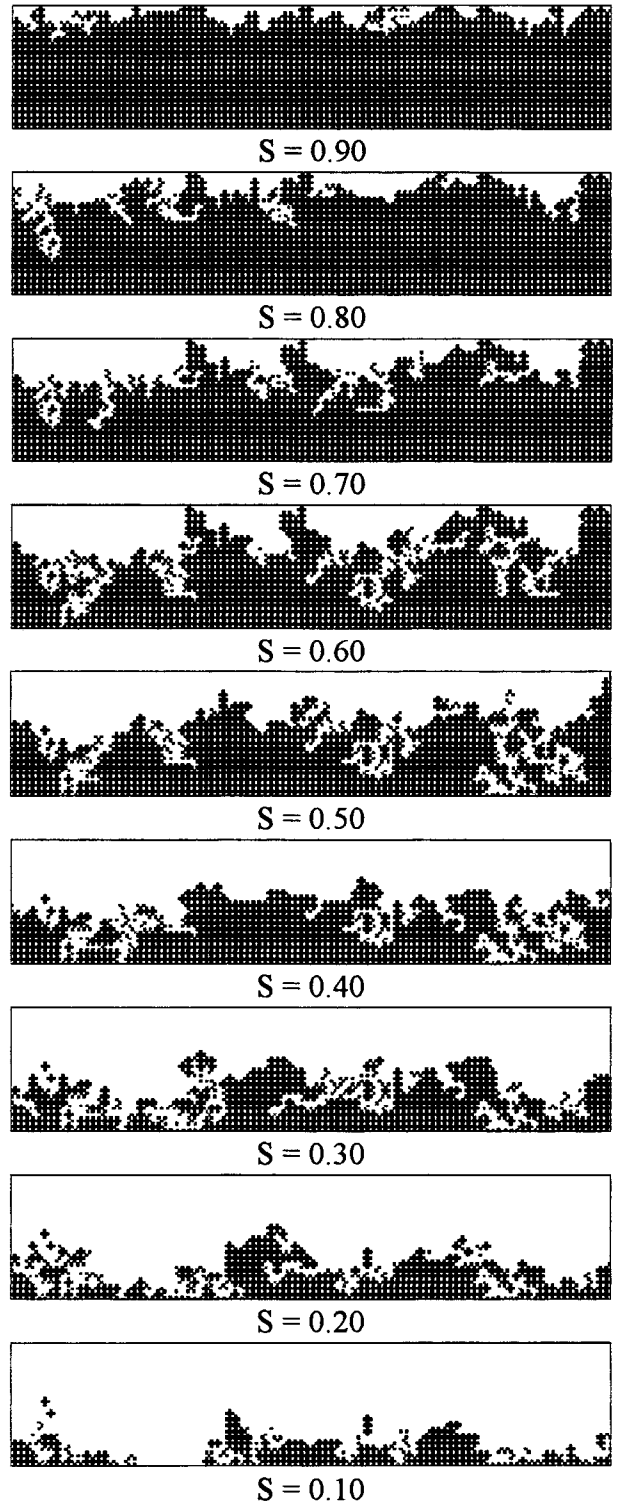 S = 0.90
S = 0.80
S = 0.70
S = 0.60
S = 0.50
S = 0.40
S = 0.30
S = 0.20
S = 0.10